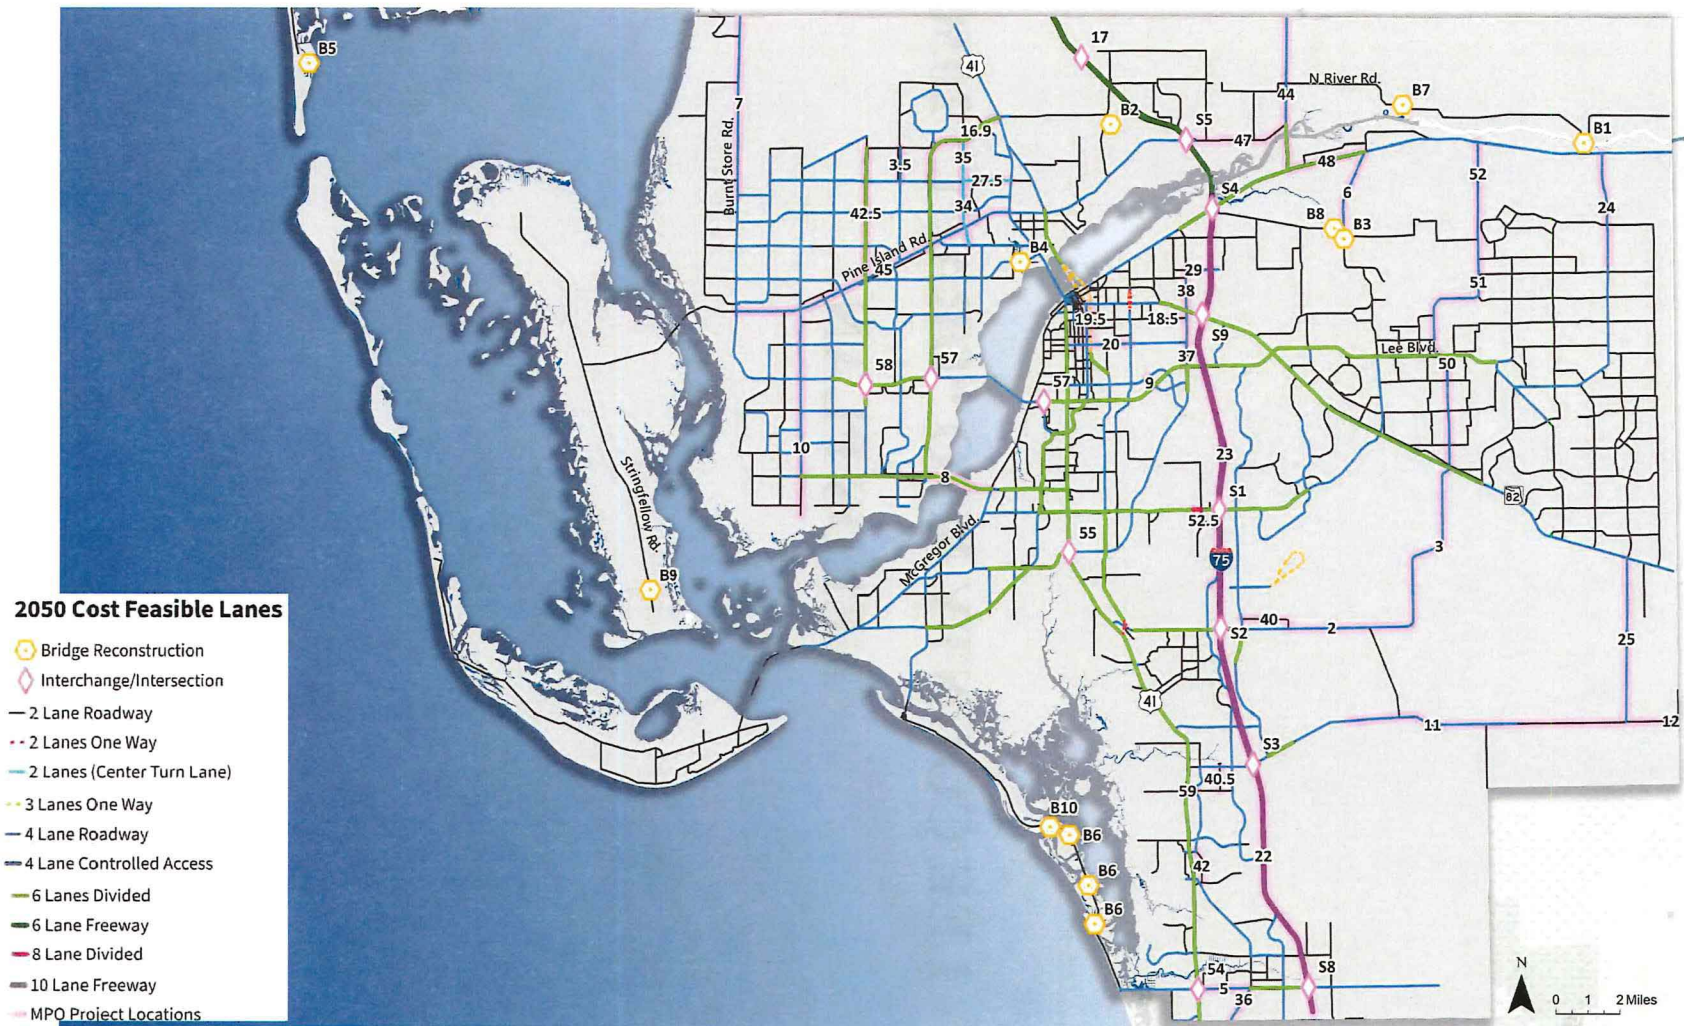 B5
17
41
N River Rd.
B7
44
7
B2
S5
B1
16.9
47
35
3.5
48
52
27.5
S4
6
Burnt Store Rd.
34
42.5
B8
B3
24
Pine Island Rd.
B4
45
29
51
38
19.5
18.5
S9
20
Lee Blvd.
37
58
57
50
57
9
10
23
8
S1
Stringfellow Rd.
82
52.5
McGregor Blvd.
55
3
75
B9
40
2
S2
25
41
11
12
S3
40.5
59
B10
B6
22
42
B6
B6
54
S8
5
36
2050 Cost Feasible Lanes
Bridge Reconstruction
Interchange/Intersection
2 Lane Roadway
2 Lanes One Way
2 Lanes (Center Turn Lane)
3 Lanes One Way
4 Lane Roadway
4 Lane Controlled Access
6 Lanes Divided
6 Lane Freeway
8 Lane Divided
10 Lane Freeway
MPO Project Locations
N
0 1 2 Miles